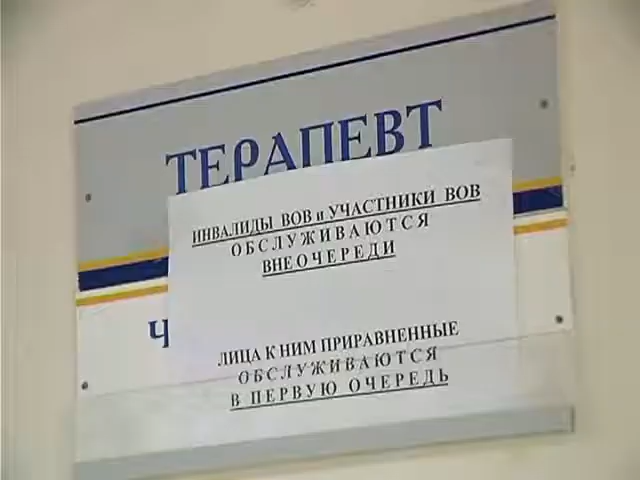 ТЕРАПЕВТ
ИНВАЛИДЫ ВОВ и УЧАСТНИКИ ВОВ
ОБСЛУЖИВАЮТСЯ
ВНЕОЧЕРЕДИ
Ч
ЛИЦА К НИМ ПРИРАВНЕННЫЕ
ОБСЛУЖИВАЮТСЯ
В ПЕРВУЮ ОЧЕРЕДЬ